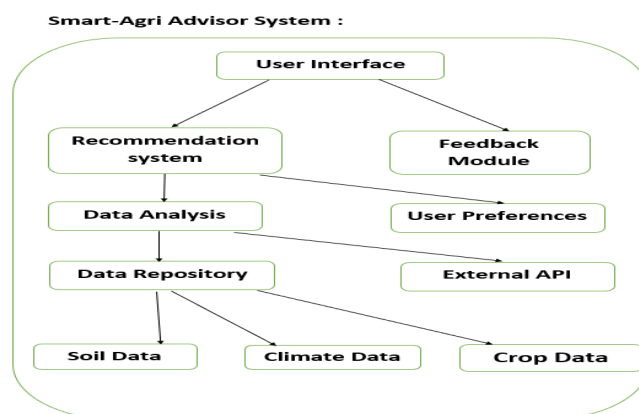 Smart-Agri Advisor System :
User Interface
Recommendation
system
Feedback
Module
Data Analysis
User Preferences
Data Repository
External API
Soil Data
Climate Data
Crop Data